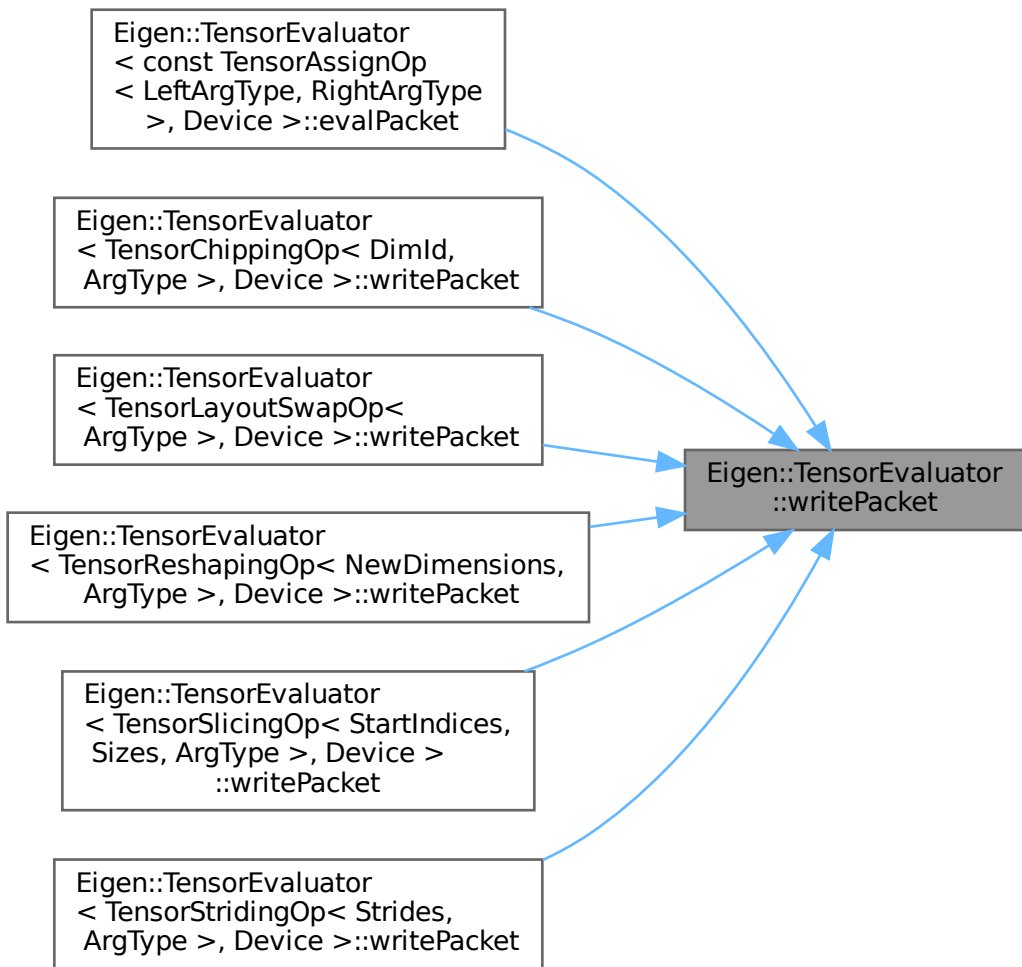 Eigen::TensorEvaluator
< const TensorAssignOp
< LeftArgType, RightArgType
>, Device >::evalPacket
Eigen::TensorEvaluator
< TensorChippingOp< DimId,
ArgType >, Device >::writePacket
Eigen::TensorEvaluator
< TensorLayoutSwapOp<
ArgType >, Device >::writePacket
Eigen::TensorEvaluator
::writePacket
Eigen::TensorEvaluator
< TensorReshapingOp< NewDimensions,
ArgType >, Device >::writePacket
Eigen::TensorEvaluator
< TensorSlicingOp< StartIndices,
Sizes, ArgType >, Device >
::writePacket
Eigen::TensorEvaluator
< TensorStridingOp< Strides,
ArgType >, Device >::writePacket